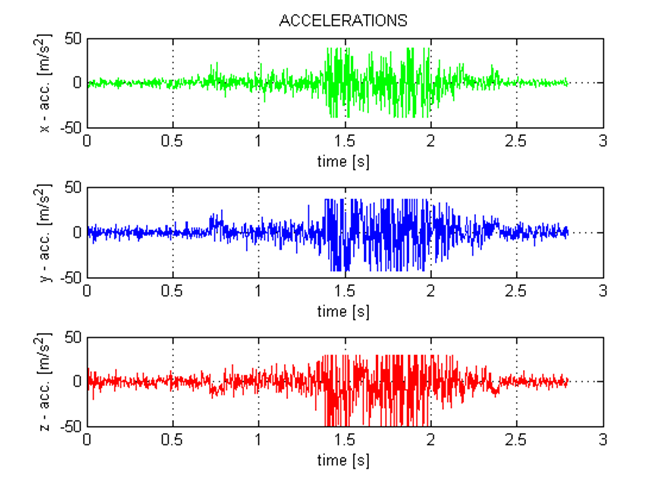 ACCELERATIONS
50
0
-50
x - acc. [m/s²]
0 0.5 1 1.5 2 2.5 3
time [s]
50
0
-50
y - acc. [m/s²]
0 0.5 1 1.5 2 2.5 3
time [s]
50
0
-50
z - acc. [m/s²]
0 0.5 1 1.5 2 2.5 3
time [s]